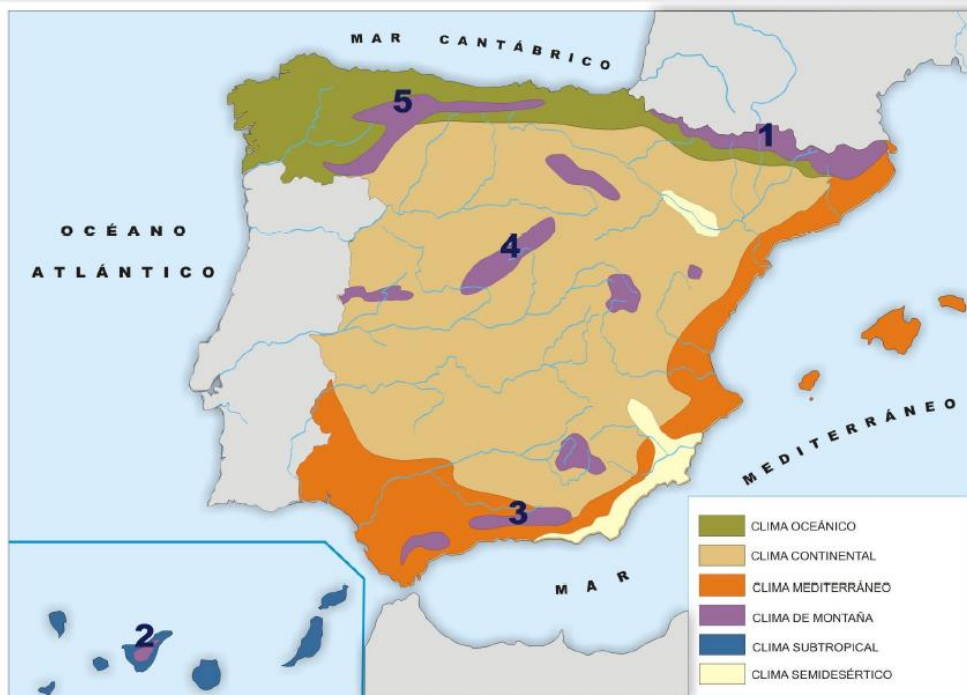 MAR CANTÁBRICO
5
1
OCÉANO
ATLÁNTICO
4
MEDITERRÁNEO
3
MAR
2
CLIMA OCEÁNICO
CLIMA CONTINENTAL
CLIMA MEDITERRÁNEO
CLIMA DE MONTAÑA
CLIMA SUBTROPICAL
CLIMA SEMIDESÉRTICO